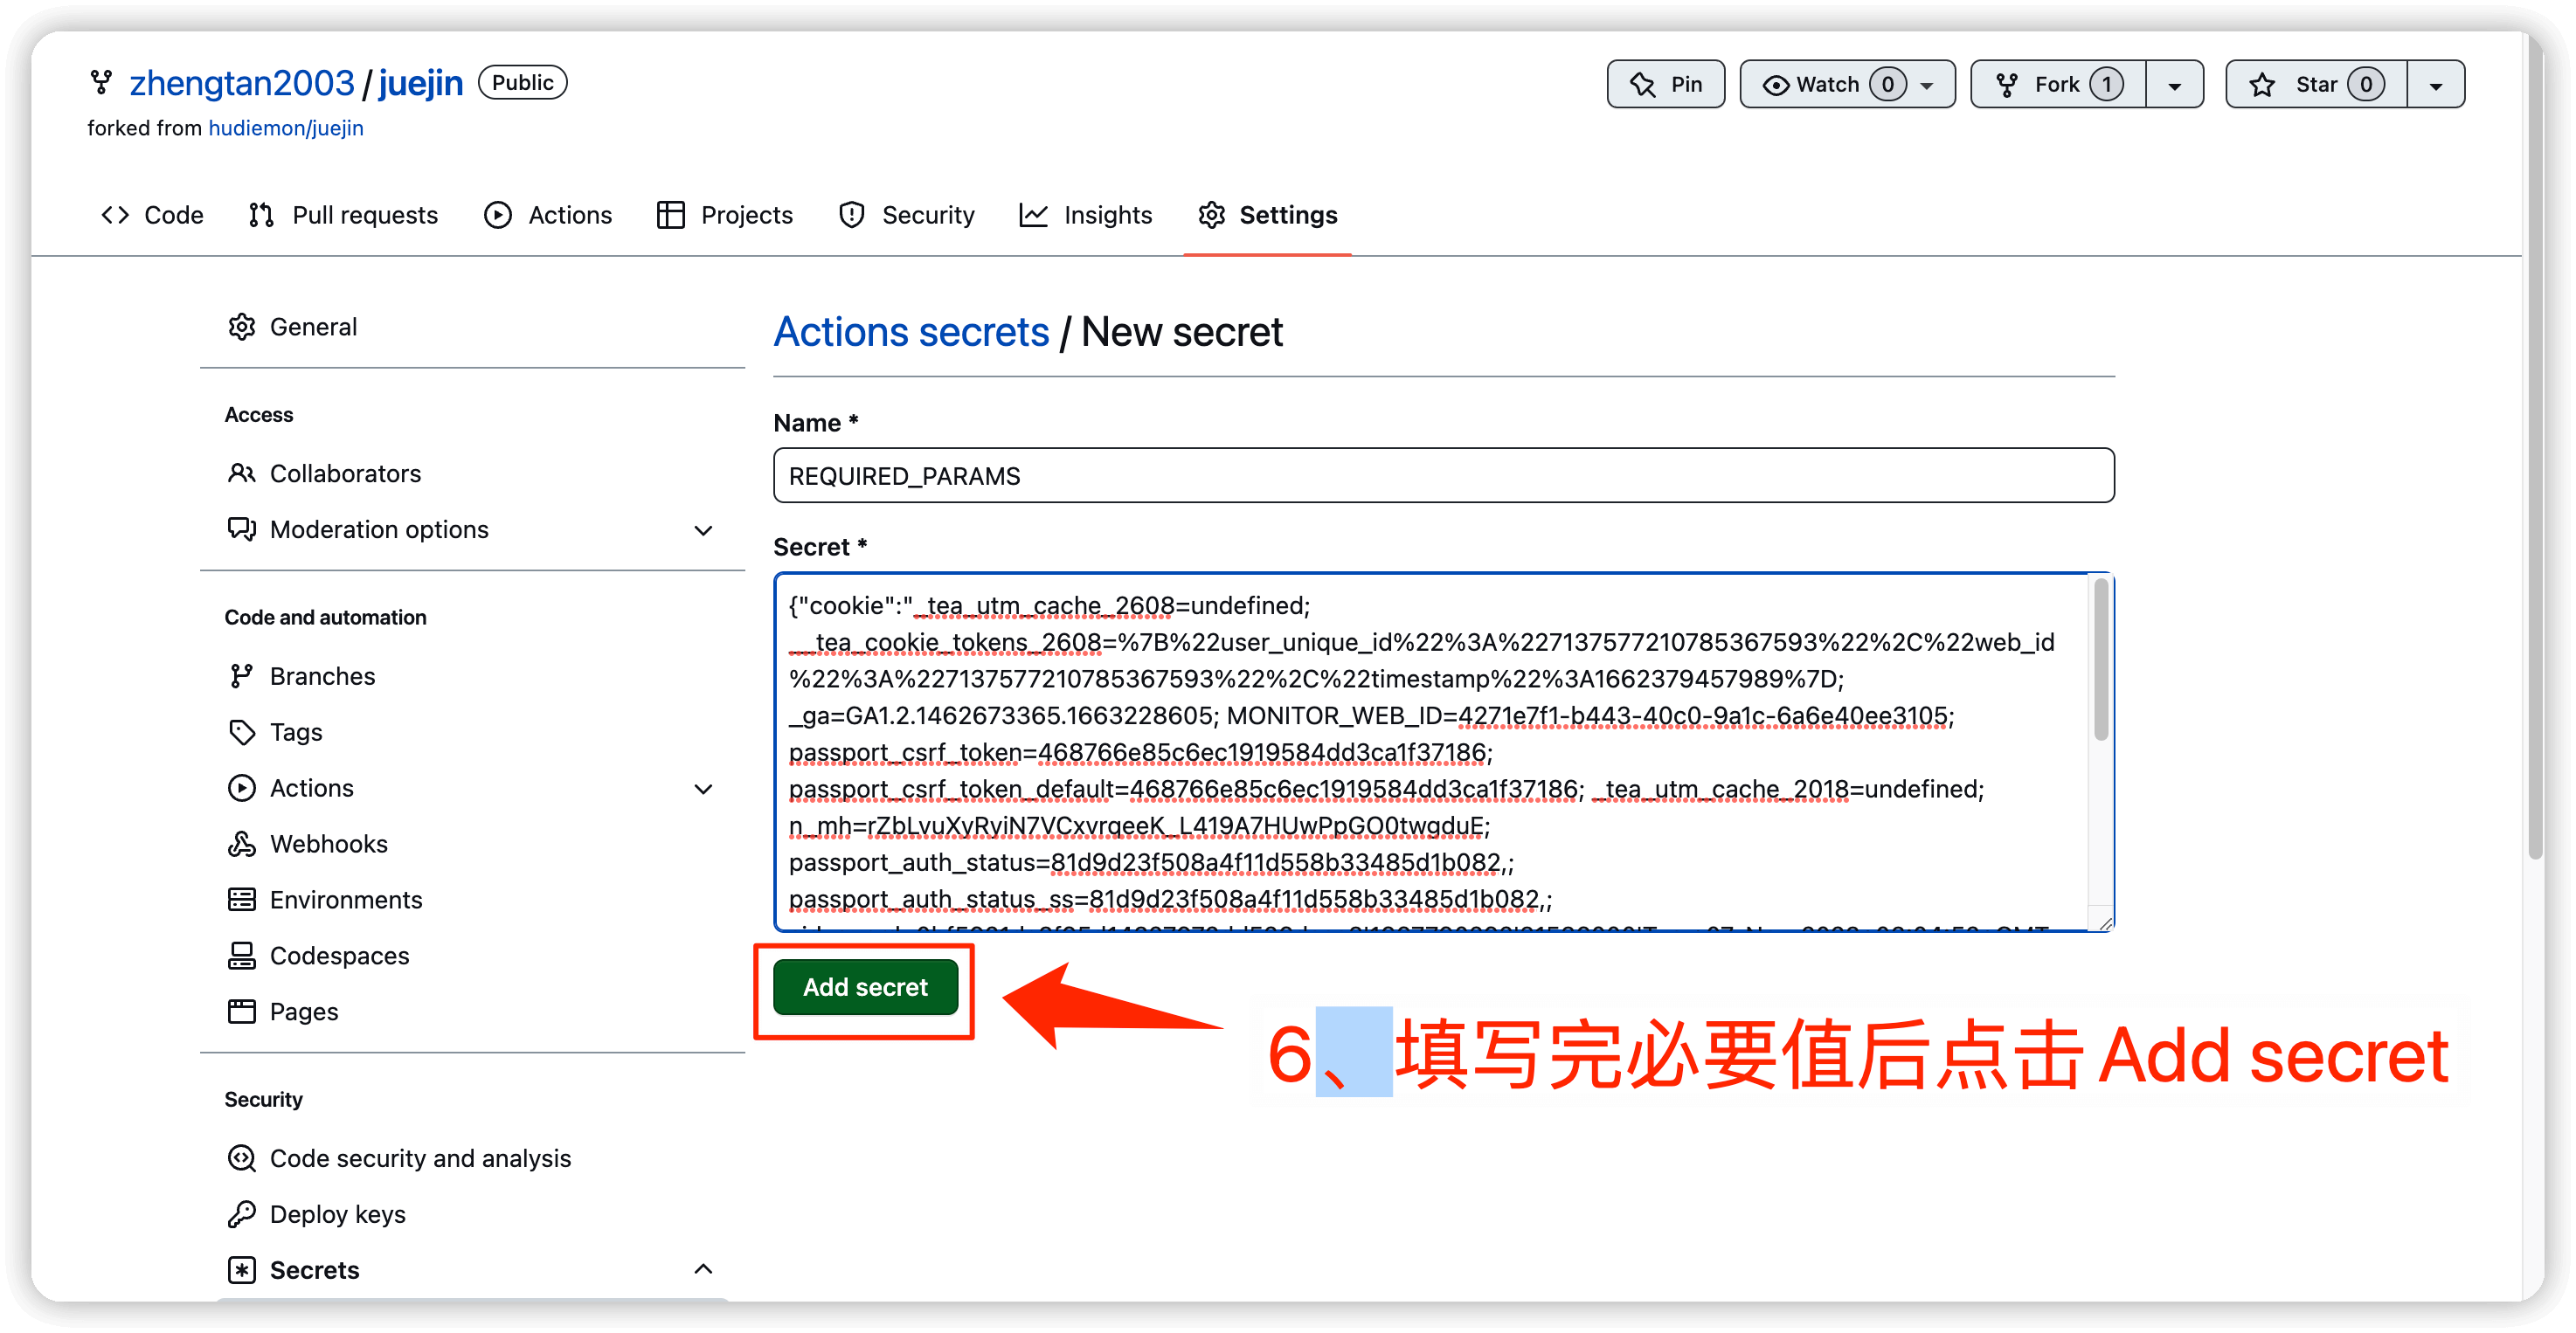 zhengtan2003 / juejin Public
forked from hudiemon/juejin
Pin
Watch 0
Fork 1
Star 0
Code
Pull requests
Actions
Projects
Security
Insights
Settings
General
Access
Collaborators
Moderation options
Code and automation
Branches
Tags
Actions
Webhooks
Environments
Codespaces
Pages
Security
Code security and analysis
Deploy keys
Secrets
Actions secrets / New secret
Name *
REQUIRED_PARAMS
Secret *
{"cookie":"_tea_utm_cache_2608=undefined;
__tea_cookie_tokens_2608=%7B%22user_unique_id%22%3A%227137577210785367593%22%2C%22web_id
%22%3A%227137577210785367593%22%2C%22timestamp%22%3A1662379457989%7D;
_ga=GA1.2.1462673365.1663228605; MONITOR_WEB_ID=4271e7f1-b443-40c0-9a1c-6a6e40ee3105;
passport_csrf_token=468766e85c6ec1919584dd3ca1f37186;
passport_csrf_token_default=468766e85c6ec1919584dd3ca1f37186; _tea_utm_cache_2018=undefined;
n_mh=rZbLvuXyRyiN7VCxvrqeeK_L419A7HUwPpGO0twgduE;
passport_auth_status=81d9d23f508a4f11d558b33485d1b082,;
passport_auth_status_ss=81d9d23f508a4f11d558b33485d1b082,;
Add secret
6、填写完必要值后点击Add secret